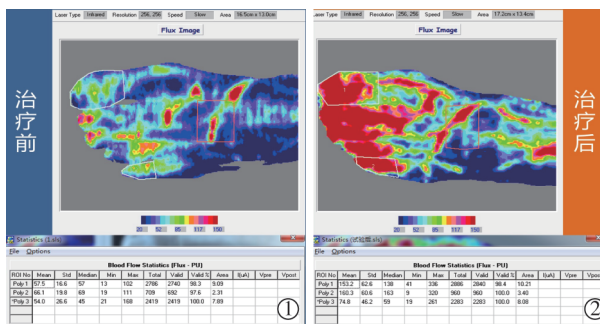 Laser Type Infrared Resolution 256, 256 Speed Slow Area 16.5cm x 13.0cm
Flux Image
治疗前
20 52 85 117 150
Statistics (1.sls)
File Options
Blood Flow Statistics (Flux - PU)
ROI No Mean Std Median Min Max Total Valid Valid % Area I(uA) Vpre Vpost
Poly 1 57.5 16.6 57 13 102 2786 2740 98.3 9.09
Poly 2 66.1 19.8 69 19 111 709 692 97.6 2.31
*Poly 3 54.0 26.6 45 21 168 2419 2419 100.0 7.89
①
Laser Type Infrared Resolution 256, 256 Speed Slow Area 17.2cm x 13.4cm
Flux Image
治疗后
20 52 85 117 150
Statistics (试验前.sls)
File Options
Blood Flow Statistics (Flux - PU)
ROI No Mean Std Median Min Max Total Valid Valid % Area I(uA) Vpre Vpost
Poly 1 153.2 62.6 138 41 336 2886 2840 98.4 10.21
Poly 2 160.3 60.6 163 9 320 960 960 100.0 3.40
*Poly 3 74.8 46.2 59 19 261 2283 2283 100.0 8.08
②